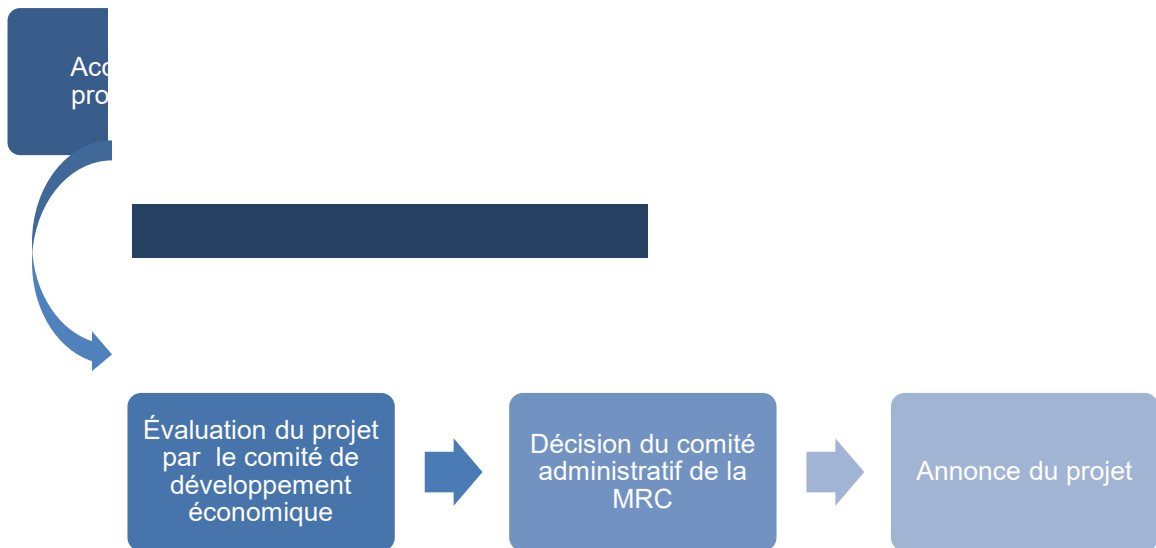 Évaluation du projet
par le comité de
développement
économique
Décision du comité
administratif de la
MRC
Annonce du projet